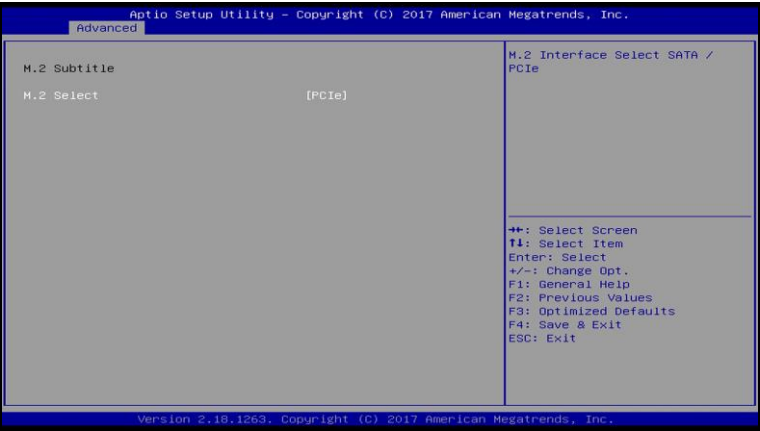 Aptio Setup Utility – Copyright (C) 2017 American Megatrends, Inc.
Advanced
M.2 Subtitle
M.2 Select [PCIe]
M.2 Interface Select SATA /
PCIe
→←: Select Screen
↑↓: Select Item
Enter: Select
+/-: Change Opt.
F1: General Help
F2: Previous Values
F3: Optimized Defaults
F4: Save & Exit
ESC: Exit
Version 2.18.1263. Copyright (C) 2017 American Megatrends, Inc.